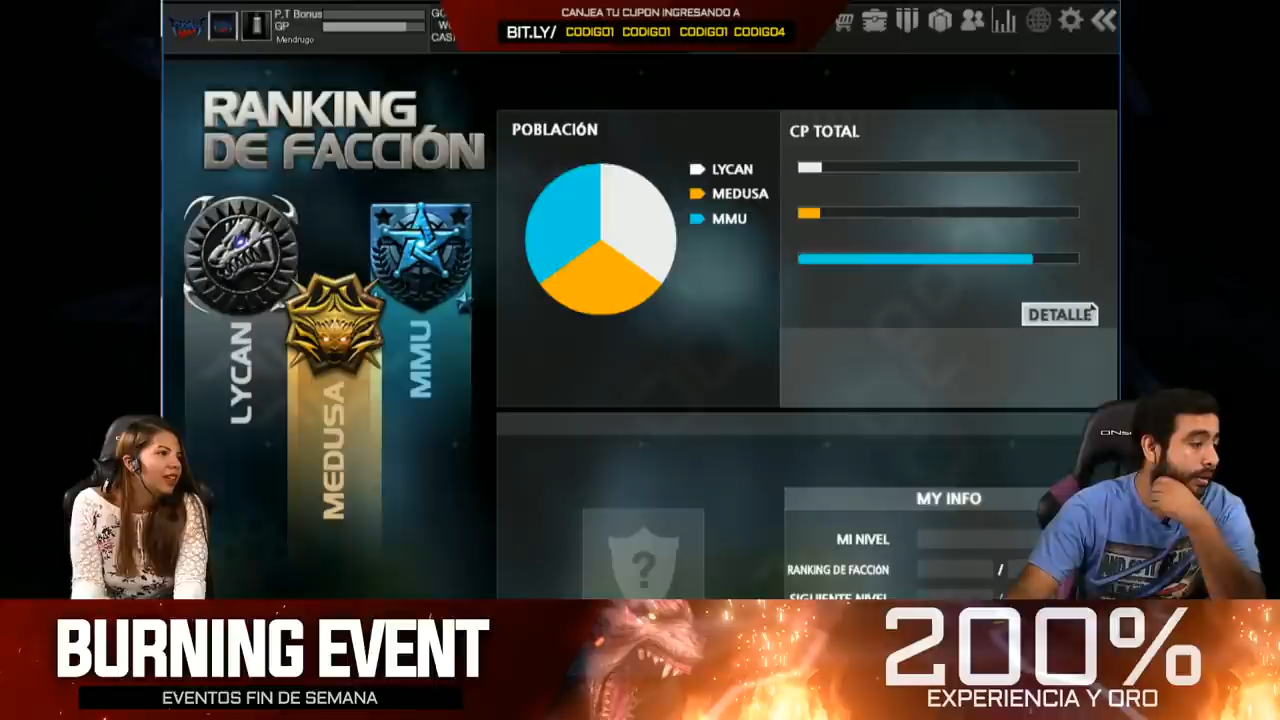 P,T Bonus
GP
Mendrugo
CANJEA TU CUPON INGRESANDO A
BIT.LY/ CODIGO1 CODIGO1 CODIGO1 CODIGO4
RANKING
DE FACCIÓN
LYCAN
MEDUSA
MMU
POBLACIÓN
LYCAN
MEDUSA
MMU
CP TOTAL
DETALLE
?
MY INFO
MI NIVEL
RANKING DE FACCIÓN /
SIGUIENTE NIVEL /
BURNING EVENT
EVENTOS FIN DE SEMANA
200%
EXPERIENCIA Y ORO